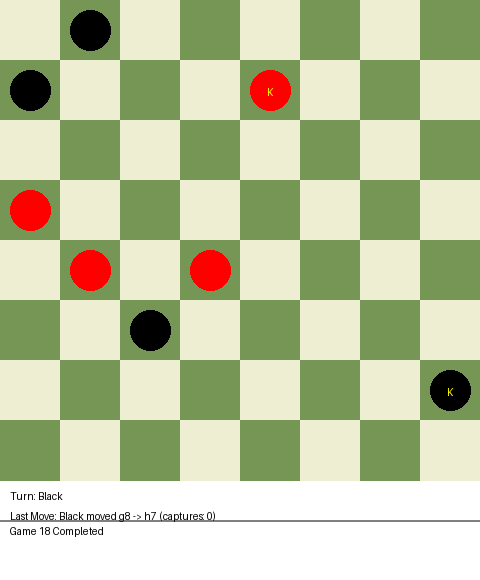 K
K
Turn: Black
Last Move: Black moved g8 -> h7 (captures: 0)
Game 18 Completed